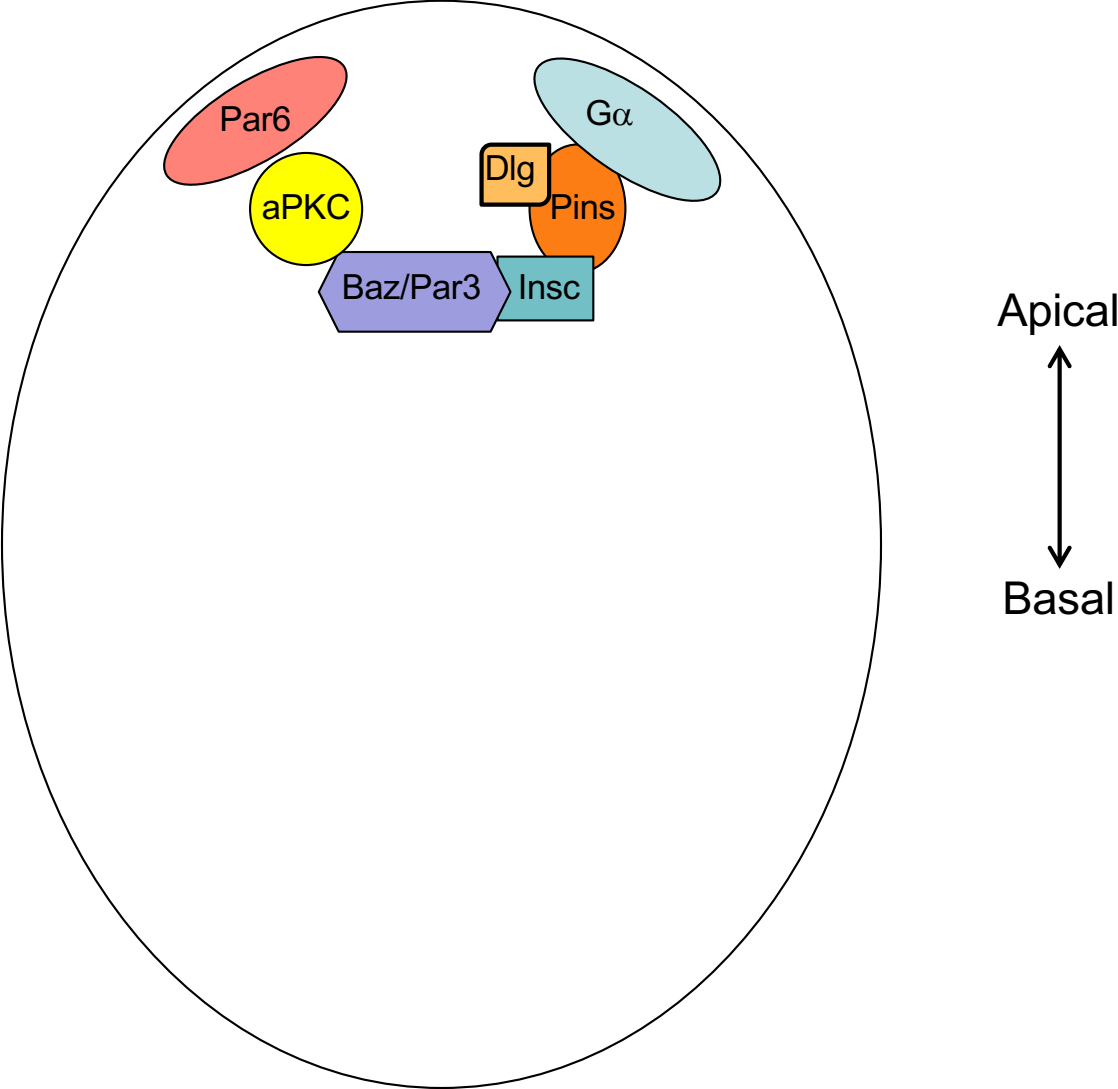 Par6
Gα
Dlg
aPKC
Pins
Baz/Par3
Insc
Apical
Basal